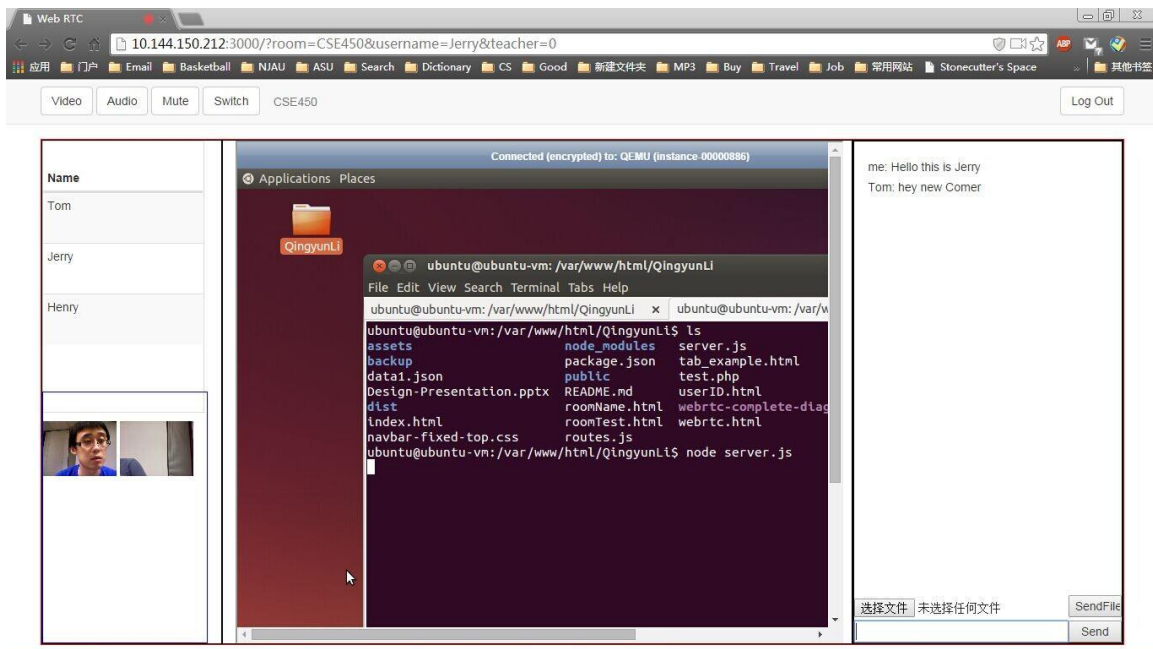 Web RTC
10.144.150.212:3000/?room=CSE450&username=Jerry&teacher=0
ABP
应用 门户 Email Basketball NJAU ASU Search Dictionary CS Good 新建文件夹 MP3 Buy Travel Job 常用网站 Stonecutter's Space » 其他书签
Video Audio Mute Switch CSE450 Log Out
Name
Tom
Jerry
Henry
Connected (encrypted) to: QEMU (instance-00000886)
Applications Places
QingyunLi
ubuntu@ubuntu-vm: /var/www/html/QingyunLi
File Edit View Search Terminal Tabs Help
ubuntu@ubuntu-vm: /var/www/html/QingyunLi × ubuntu@ubuntu-vm: /var/w
ubuntu@ubuntu-vm:/var/www/html/QingyunLi$ ls
assets node_modules server.js
backup package.json tab_example.html
data1.json public test.php
Design-Presentation.pptx README.md userID.html
dist roomName.html webrtc-complete-diag
index.html roomTest.html webrtc.html
navbar-fixed-top.css routes.js
ubuntu@ubuntu-vm:/var/www/html/QingyunLi$ node server.js
me: Hello this is Jerry
Tom: hey new Comer
选择文件 未选择任何文件 SendFile
Send